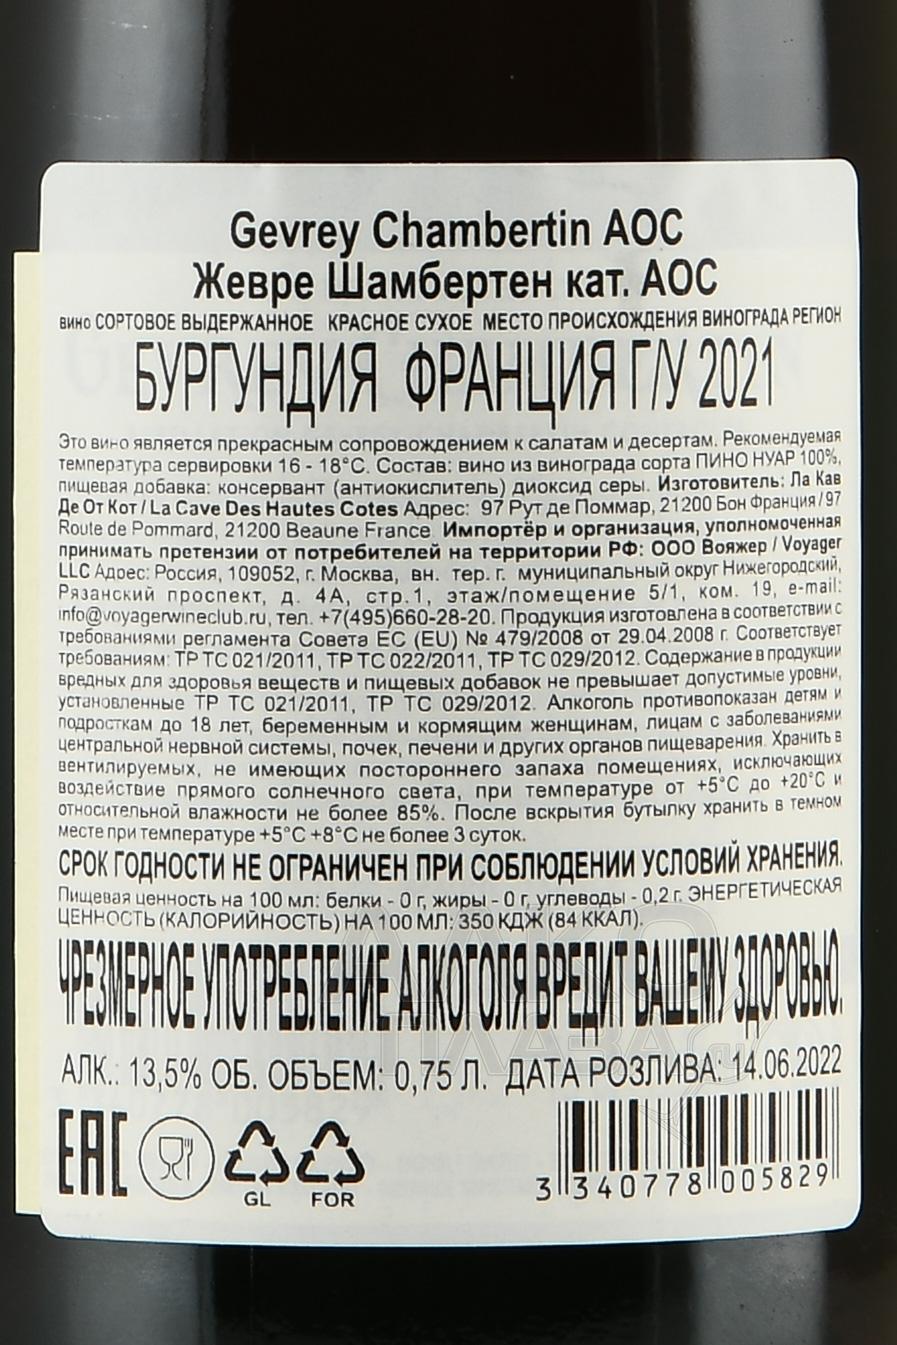 Gevrey Chambertin AOC
Жевре Шамбертен кат. АОС
вино СОРТОВОЕ ВЫДЕРЖАННОЕ КРАСНОЕ СУХОЕ МЕСТО ПРОИСХОЖДЕНИЯ ВИНОГРАДА РЕГИОН
БУРГУНДИЯ ФРАНЦИЯ Г/У 2021
Это вино является прекрасным сопровождением к салатам и десертам. Рекомендуемая
температура сервировки 16 - 18°С. Состав: вино из винограда сорта ПИНО НУАР 100%,
пищевая добавка: консервант (антиокислитель) диоксид серы. Изготовитель: Ла Кав
Де От Кот / La Cave Des Hautes Cotes Адрес: 97 Рут де Поммар, 21200 Бон Франция / 97
Route de Pommard, 21200 Beaune France Импортёр и организация, уполномоченная
принимать претензии от потребителей на территории РФ: ООО Вояжер / Voyager
LLC Адрес: Россия, 109052, г. Москва, вн. тер. г. муниципальный округ Нижегородский,
Рязанский проспект, д. 4А, стр.1, этаж/помещение 5/1, ком. 19, e-mail:
info@voyagerwineclub.ru, тел. +7(495)660-28-20. Продукция изготовлена в соответствии с
требованиями регламента Совета ЕС (EU) № 479/2008 от 29.04.2008 г. Соответствует
требованиям: ТР ТС 021/2011, ТР ТС 022/2011, ТР ТС 029/2012. Содержание в продукции
вредных для здоровья веществ и пищевых добавок не превышает допустимые уровни,
установленные ТР ТС 021/2011, ТР ТС 029/2012. Алкоголь противопоказан детям и
подросткам до 18 лет, беременным и кормящим женщинам, лицам с заболеваниями
центральной нервной системы, почек, печени и других органов пищеварения. Хранить в
вентилируемых, не имеющих постороннего запаха помещениях, исключающих
воздействие прямого солнечного света, при температуре от +5°С до +20°С и
относительной влажности не более 85%. После вскрытия бутылку хранить в темном
месте при температуре +5°С +8°С не более 3 суток.
СРОК ГОДНОСТИ НЕ ОГРАНИЧЕН ПРИ СОБЛЮДЕНИИ УСЛОВИЙ ХРАНЕНИЯ.
Пищевая ценность на 100 мл: белки - 0 г, жиры - 0 г, углеводы - 0,2 г. ЭНЕРГЕТИЧЕСКАЯ
ЦЕННОСТЬ (КАЛОРИЙНОСТЬ) НА 100 МЛ: 350 КДЖ (84 ККАЛ).
ЧРЕЗМЕРНОЕ УПОТРЕБЛЕНИЕ АЛКОГОЛЯ ВРЕДИТ ВАШЕМУ ЗДОРОВЬЮ.
АЛК.: 13,5% ОБ. ОБЪЕМ: 0,75 Л. ДАТА РОЗЛИВА: 14.06.2022
EAC
GL FOR
3 340778 005829
АЛКО
ПЛАЗА.ru